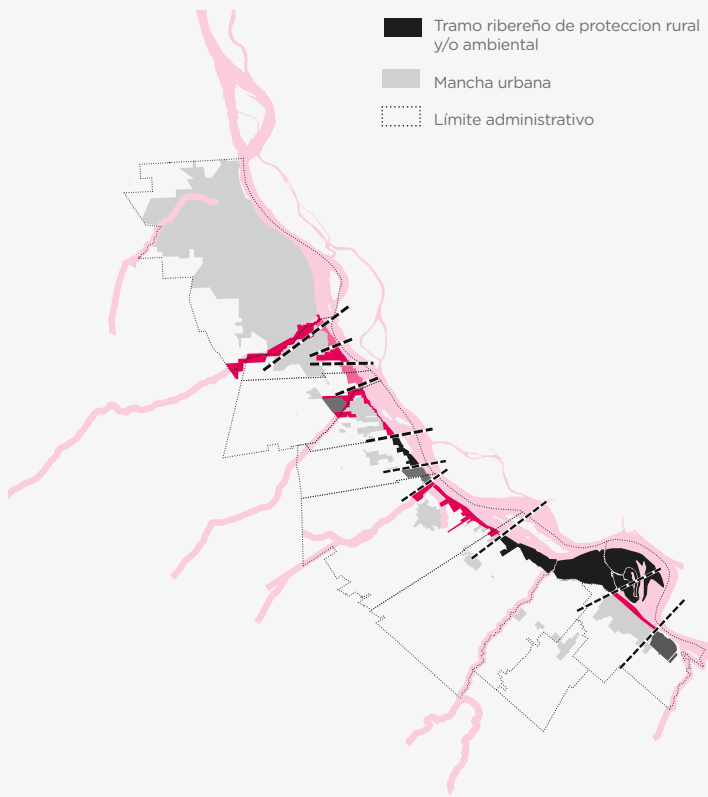 Tramo ribereño de proteccion rural
y/o ambiental
Mancha urbana
Límite administrativo